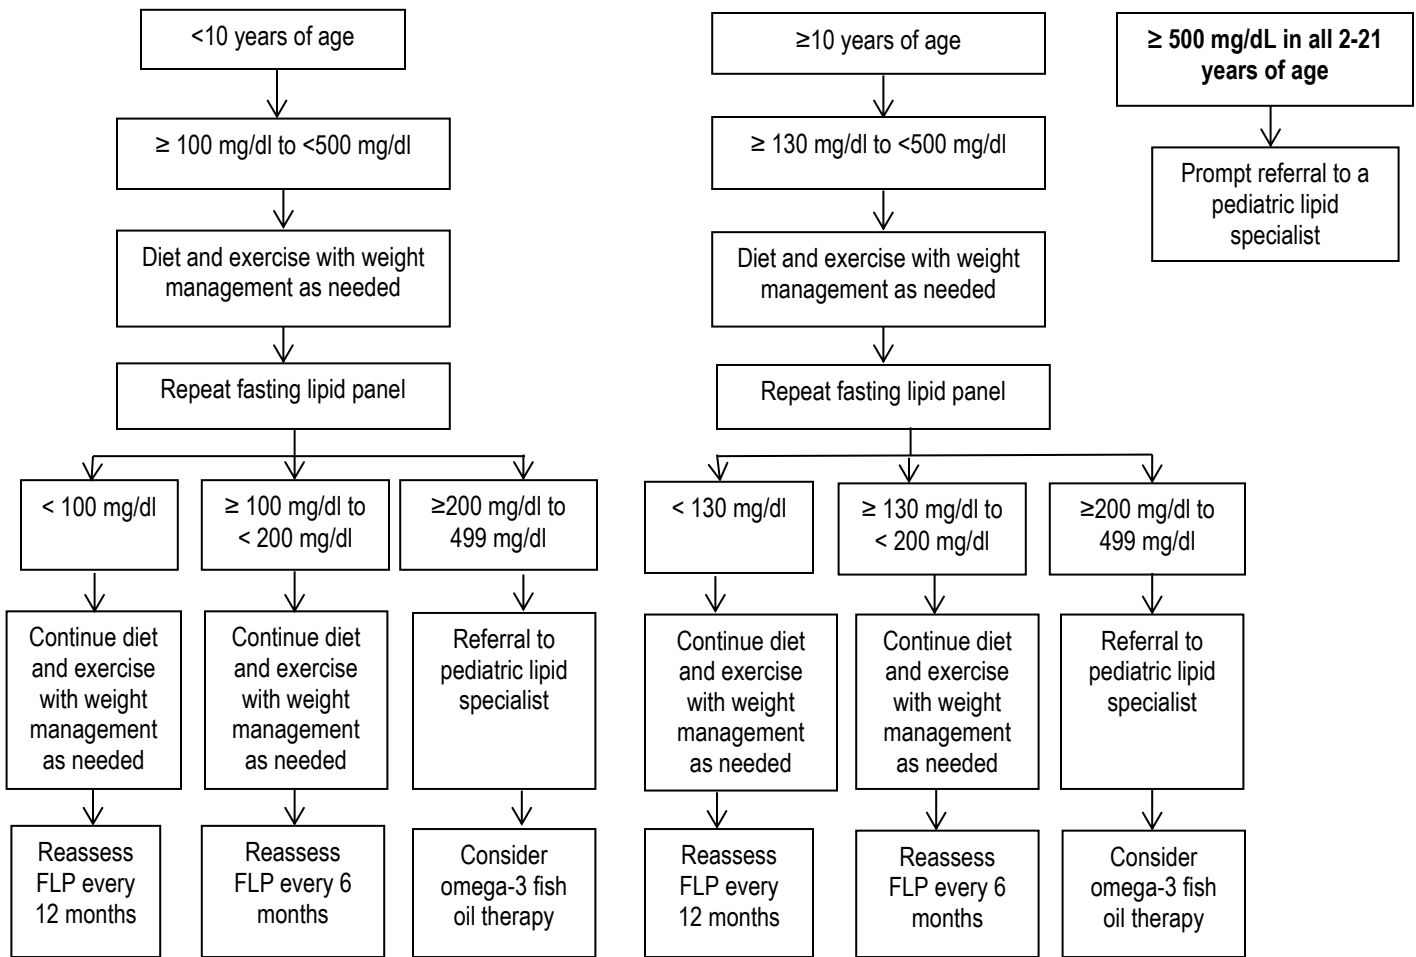 <10 years of age
≥ 100 mg/dl to <500 mg/dl
Diet and exercise with weight
management as needed
Repeat fasting lipid panel
< 100 mg/dl
Continue diet
and exercise
with weight
management
as needed
Reassess
FLP every
12 months
≥ 100 mg/dl to
< 200 mg/dl
Continue diet
and exercise
with weight
management
as needed
Reassess
FLP every 6
months
≥200 mg/dl to
499 mg/dl
Referral to
pediatric lipid
specialist
Consider
omega-3 fish
oil therapy
≥10 years of age
≥ 130 mg/dl to <500 mg/dl
Diet and exercise with weight
management as needed
Repeat fasting lipid panel
< 130 mg/dl
Continue diet
and exercise
with weight
management
as needed
Reassess
FLP every
12 months
≥ 130 mg/dl to
< 200 mg/dl
Continue diet
and exercise
with weight
management
as needed
Reassess
FLP every 6
months
≥200 mg/dl to
499 mg/dl
Referral to
pediatric lipid
specialist
Consider
omega-3 fish
oil therapy
≥ 500 mg/dL in all 2-21
years of age
Prompt referral to a
pediatric lipid
specialist